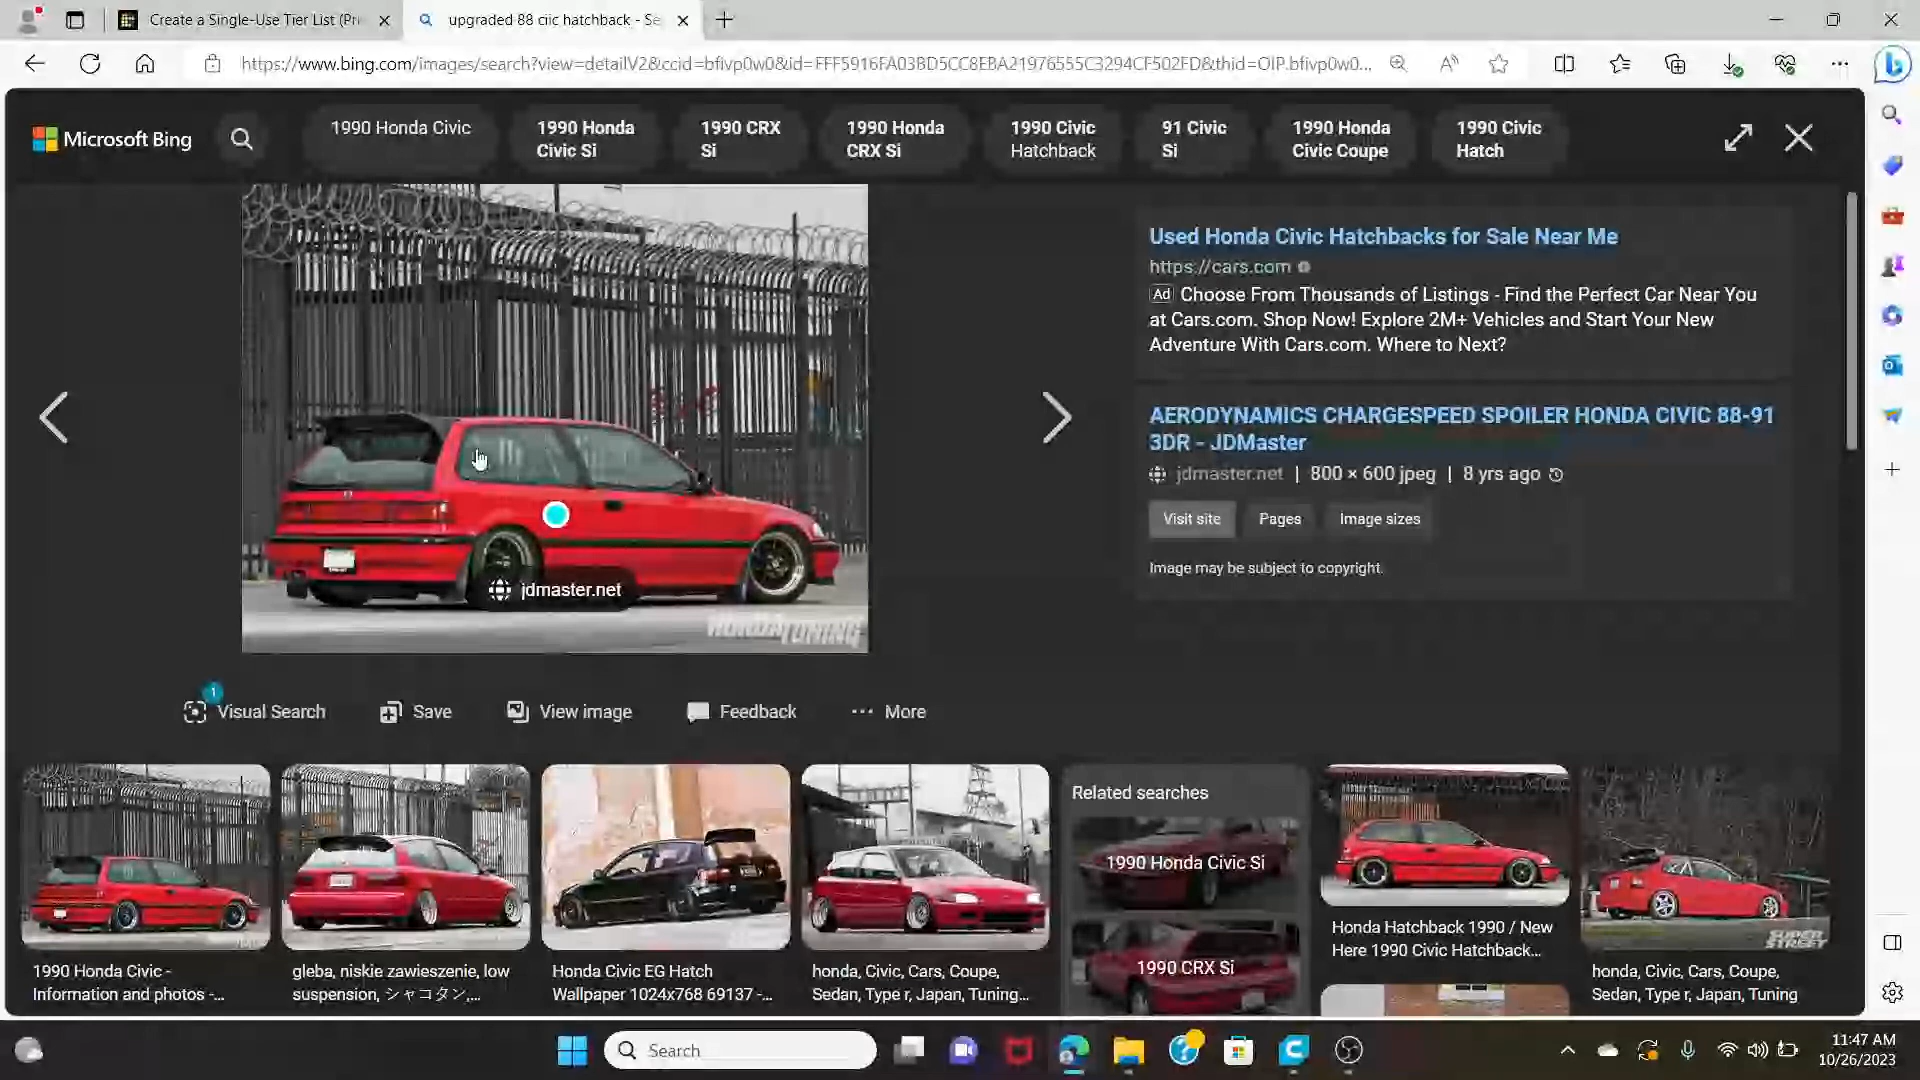 Create a Single-Use Tier List (Pr
upgraded 88 ciic hatchback - Se
https://www.bing.com/images/search?view=detailV2&ccid=bfivp0w0&id=FFF5916FA03BD5CC8EBA21976555C3294CF502FD&thid=OIP.bfivp0w0...
Microsoft Bing
1990 Honda Civic
1990 Honda
Civic Si
1990 CRX
Si
1990 Honda
CRX Si
1990 Civic
Hatchback
91 Civic
Si
1990 Honda
Civic Coupe
1990 Civic
Hatch
jdmaster.net
HONDA TUNING
Used Honda Civic Hatchbacks for Sale Near Me
https://cars.com
Ad Choose From Thousands of Listings - Find the Perfect Car Near You
at Cars.com. Shop Now! Explore 2M+ Vehicles and Start Your New
Adventure With Cars.com. Where to Next?
AERODYNAMICS CHARGESPEED SPOILER HONDA CIVIC 88-91
3DR - JDMaster
jdmaster.net | 800 × 600 jpeg | 8 yrs ago
Visit site
Pages
Image sizes
Image may be subject to copyright.
1
Visual Search
Save
View image
Feedback
More
1990 Honda Civic -
Information and photos -...
gleba, niskie zawieszenie, low
suspension, シャコタン,...
Honda Civic EG Hatch
Wallpaper 1024x768 69137 -...
honda, Civic, Cars, Coupe,
Sedan, Type r, Japan, Tuning...
Related searches
1990 Honda Civic Si
1990 CRX Si
Honda Hatchback 1990 / New
Here 1990 Civic Hatchback...
SUPER
STREET
honda, Civic, Cars, Coupe,
Sedan, Type r, Japan, Tuning
Search
11:47 AM
10/26/2023